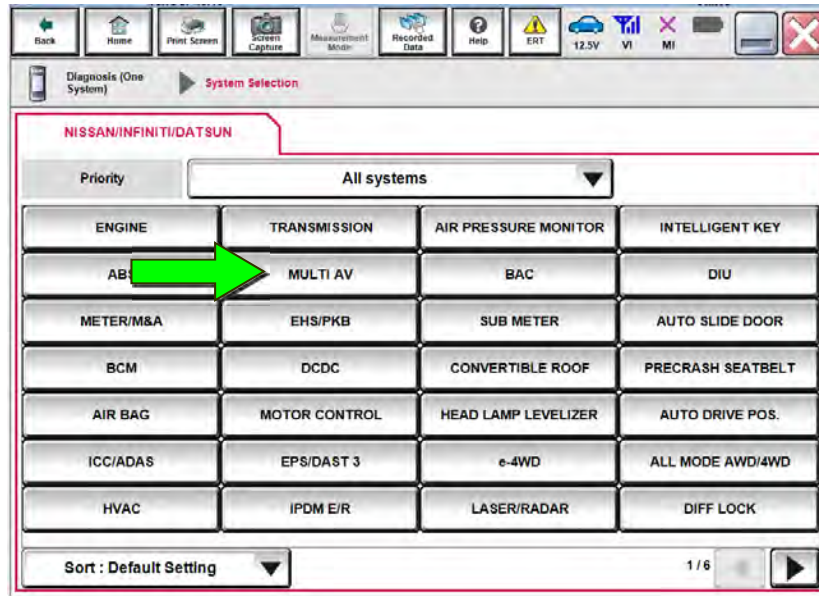 Back
Home
Print Screen
Screen Capture
Measurement Mode
Recorded Data
Help
ERT
12.5V
VI
MI
Diagnosis (One System)
System Selection
NISSAN/INFINITI/DATSUN
Priority
All systems
ENGINE
TRANSMISSION
AIR PRESSURE MONITOR
INTELLIGENT KEY
MULTI AV
BAC
DIU
METER/M&A
EHS/PKB
SUB METER
AUTO SLIDE DOOR
BCM
DCDC
CONVERTIBLE ROOF
PRECRASH SEATBELT
AIR BAG
MOTOR CONTROL
HEAD LAMP LEVELIZER
AUTO DRIVE POS.
ICC/ADAS
EPS/DAST 3
e-4WD
ALL MODE AWD/4WD
HVAC
IPDM E/R
LASER/RADAR
DIFF LOCK
Sort : Default Setting
1/6